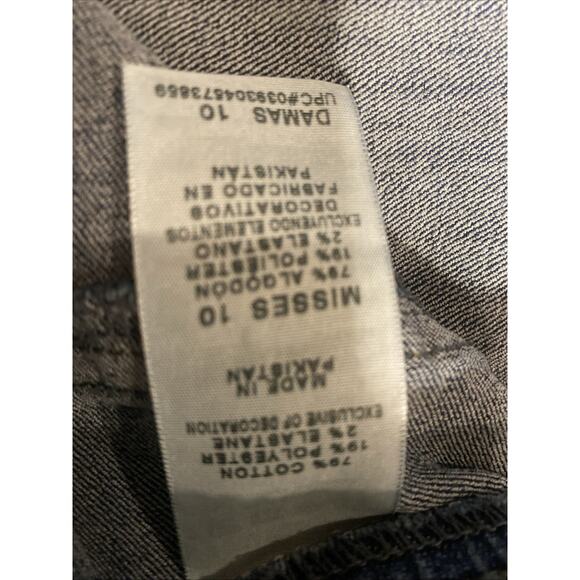 79% COTTON
19% POLYESTER
2% ELASTANE
EXCLUSIVE OF DECORATION
MADE IN
PAKISTAN
MISSES 10
79% ALGODÓN
19% POLIÉSTER
2% ELASTANO
EXCLUYENDO ELEMENTOS
DECORATIVOS
FABRICADO EN
PAKISTÁN
DAMAS 10
UPC#039304573859